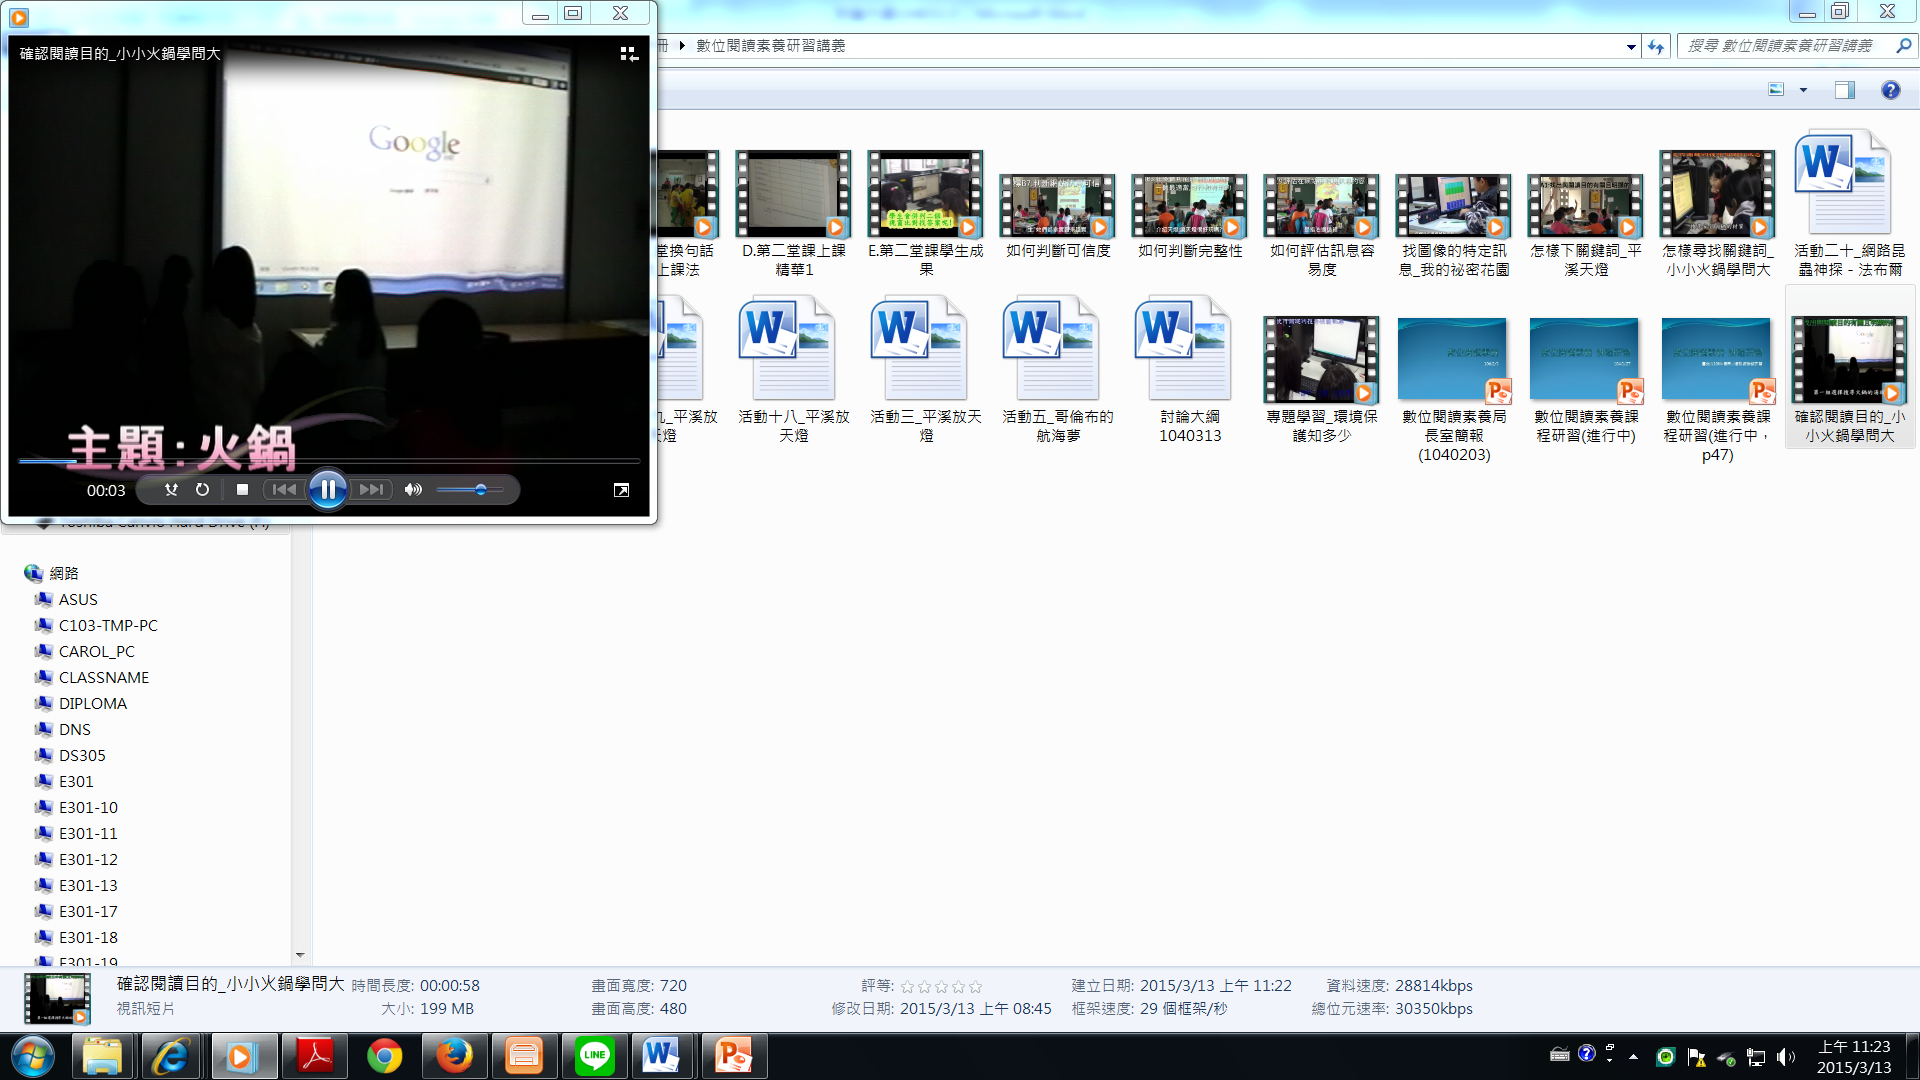 確認閱讀目的_小小火鍋學問大
Google
主題:火鍋
00:03
數位閱讀素養研習講義
搜尋 數位閱讀素養研習講義
堂換句話
上課法
D.第二堂課上課
精華1
E.第二堂課學生成
果
如何判斷可信度
如何判斷完整性
如何評估訊息容
易度
找圖像的特定訊
息_我的祕密花園
怎樣下關鍵詞_平
溪天燈
怎樣尋找關鍵詞_
小小火鍋學問大
活動二十_網路昆
蟲神探 - 法布爾
九_平溪放
天燈
活動十八_平溪放
天燈
活動三_平溪放天
燈
活動五_哥倫布的
航海夢
討論大綱
1040313
專題學習_環境保
護知多少
數位閱讀素養局
長室簡報
(1040203)
數位閱讀素養課
程研習(進行中)
數位閱讀素養課
程研習(進行中，
p47)
確認閱讀目的_小
小火鍋學問大
網路
ASUS
C103-TMP-PC
CAROL_PC
CLASSNAME
DIPLOMA
DNS
DS305
E301
E301-10
E301-11
E301-12
E301-13
E301-17
E301-18
E301-19
確認閱讀目的_小小火鍋學問大
視訊短片
時間長度: 00:00:58
大小: 199 MB
畫面寬度: 720
畫面高度: 480
評等:
修改日期: 2015/3/13 上午 08:45
建立日期: 2015/3/13 上午 11:22
框架速度: 29 個框架/秒
資料速度: 28814kbps
總位元速率: 30350kbps
LINE
上午 11:23
2015/3/13